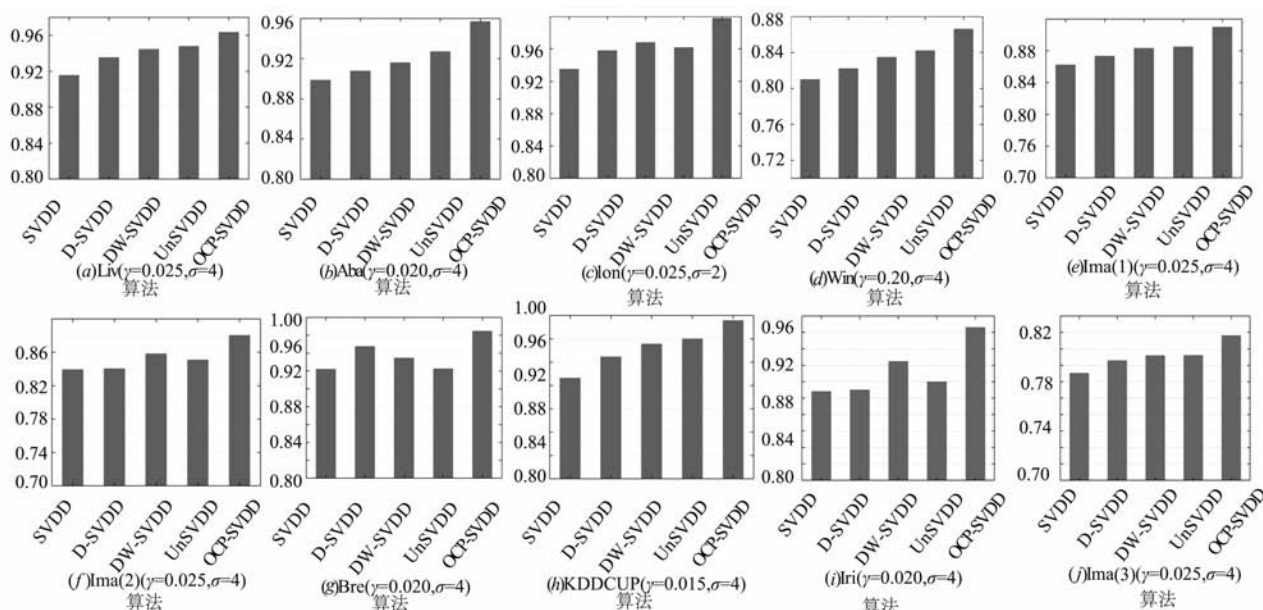 0.96
0.92
0.88
0.84
0.80
SVDD
D-SVDD
DW-SVDD
UnSVDD
OCP-SVDD
(a)Liv(γ=0.025,σ=4)
算法
0.96
0.92
0.88
0.84
0.80
SVDD
D-SVDD
DW-SVDD
UnSVDD
OCP-SVDD
(b)Aba(γ=0.020,σ=4)
算法
0.96
0.92
0.88
0.84
0.80
SVDD
D-SVDD
DW-SVDD
UnSVDD
OCP-SVDD
(c)Ion(γ=0.025,σ=2)
算法
0.88
0.84
0.80
0.76
0.72
SVDD
D-SVDD
DW-SVDD
UnSVDD
OCP-SVDD
(d)Win(γ=0.20,σ=4)
算法
0.88
0.84
0.80
0.70
SVDD
D-SVDD
DW-SVDD
UnSVDD
OCP-SVDD
(e)Ima(1)(γ=0.025,σ=4)
算法
0.86
0.82
0.74
0.70
SVDD
D-SVDD
DW-SVDD
UnSVDD
OCP-SVDD
(f)Ima(2)(γ=0.025,σ=4)
算法
1.00
0.96
0.92
0.88
0.84
0.80
SVDD
D-SVDD
DW-SVDD
UnSVDD
OCP-SVDD
(g)Bre(γ=0.020,σ=4)
算法
1.00
0.96
0.92
0.84
0.80
SVDD
D-SVDD
DW-SVDD
UnSVDD
OCP-SVDD
(h)KDDCUP(γ=0.015,σ=4)
算法
0.96
0.92
0.88
0.84
0.80
SVDD
D-SVDD
DW-SVDD
UnSVDD
OCP-SVDD
(i)Iri(γ=0.020,σ=4)
算法
0.82
0.78
0.74
0.70
SVDD
D-SVDD
DW-SVDD
UnSVDD
OCP-SVDD
(j)Ima(3)(γ=0.025,σ=4)
算法